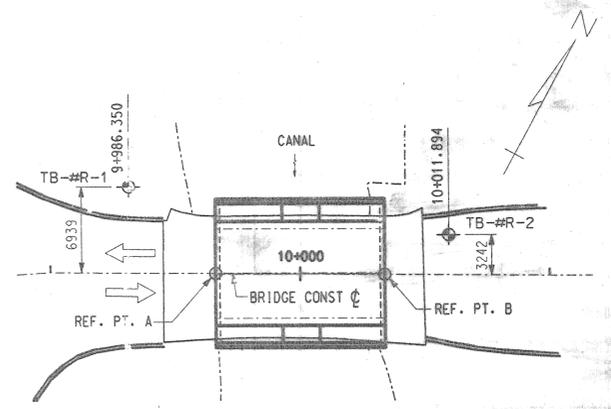 N
9+986.350
CANAL
10+011.894
TB-#R-1
TB-#R-2
6939
3242
10+000
BRIDGE CONST ℄
REF. PT. A
REF. PT. B